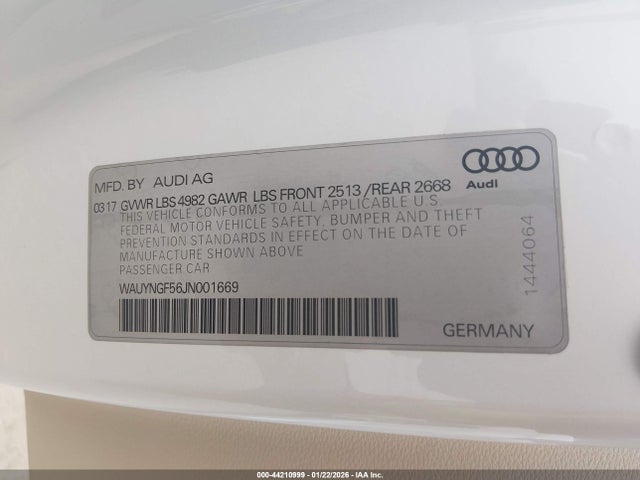 MFD. BY AUDI AG
0317 GVWR LBS 4982 GAWR LBS FRONT 2513 /REAR 2668
THIS VEHICLE CONFORMS TO ALL APPLICABLE U.S.
FEDERAL MOTOR VEHICLE SAFETY, BUMPER AND THEFT
PREVENTION STANDARDS IN EFFECT ON THE DATE OF
MANUFACTURE SHOWN ABOVE
PASSENGER CAR
WAUYNGF56JN001669
Audi
1444064
GERMANY
000-44210999 - 01/22/2026 - IAA Inc.